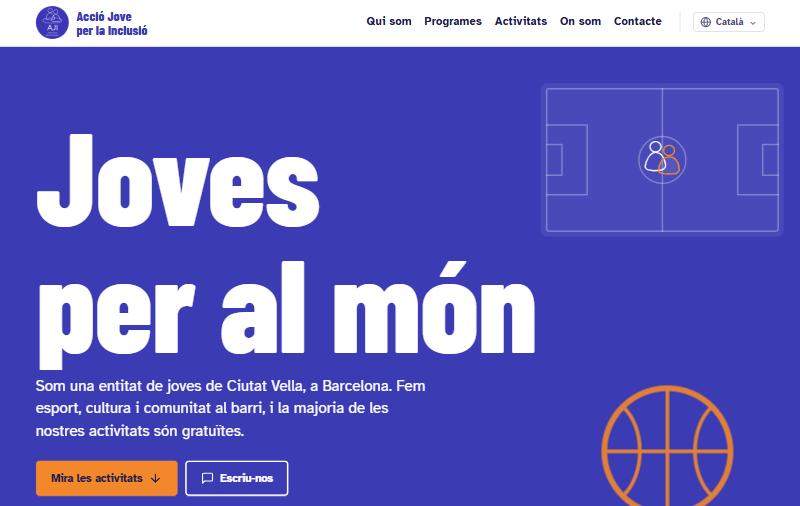 AJI
Acció Jove
per la Inclusió
Qui som
Programes
Activitats
On som
Contacte
Català
Joves
per al món
Som una entitat de joves de Ciutat Vella, a Barcelona. Fem
esport, cultura i comunitat al barri, i la majoria de les
nostres activitats són gratuïtes.
Mira les activitats
Escriu-nos